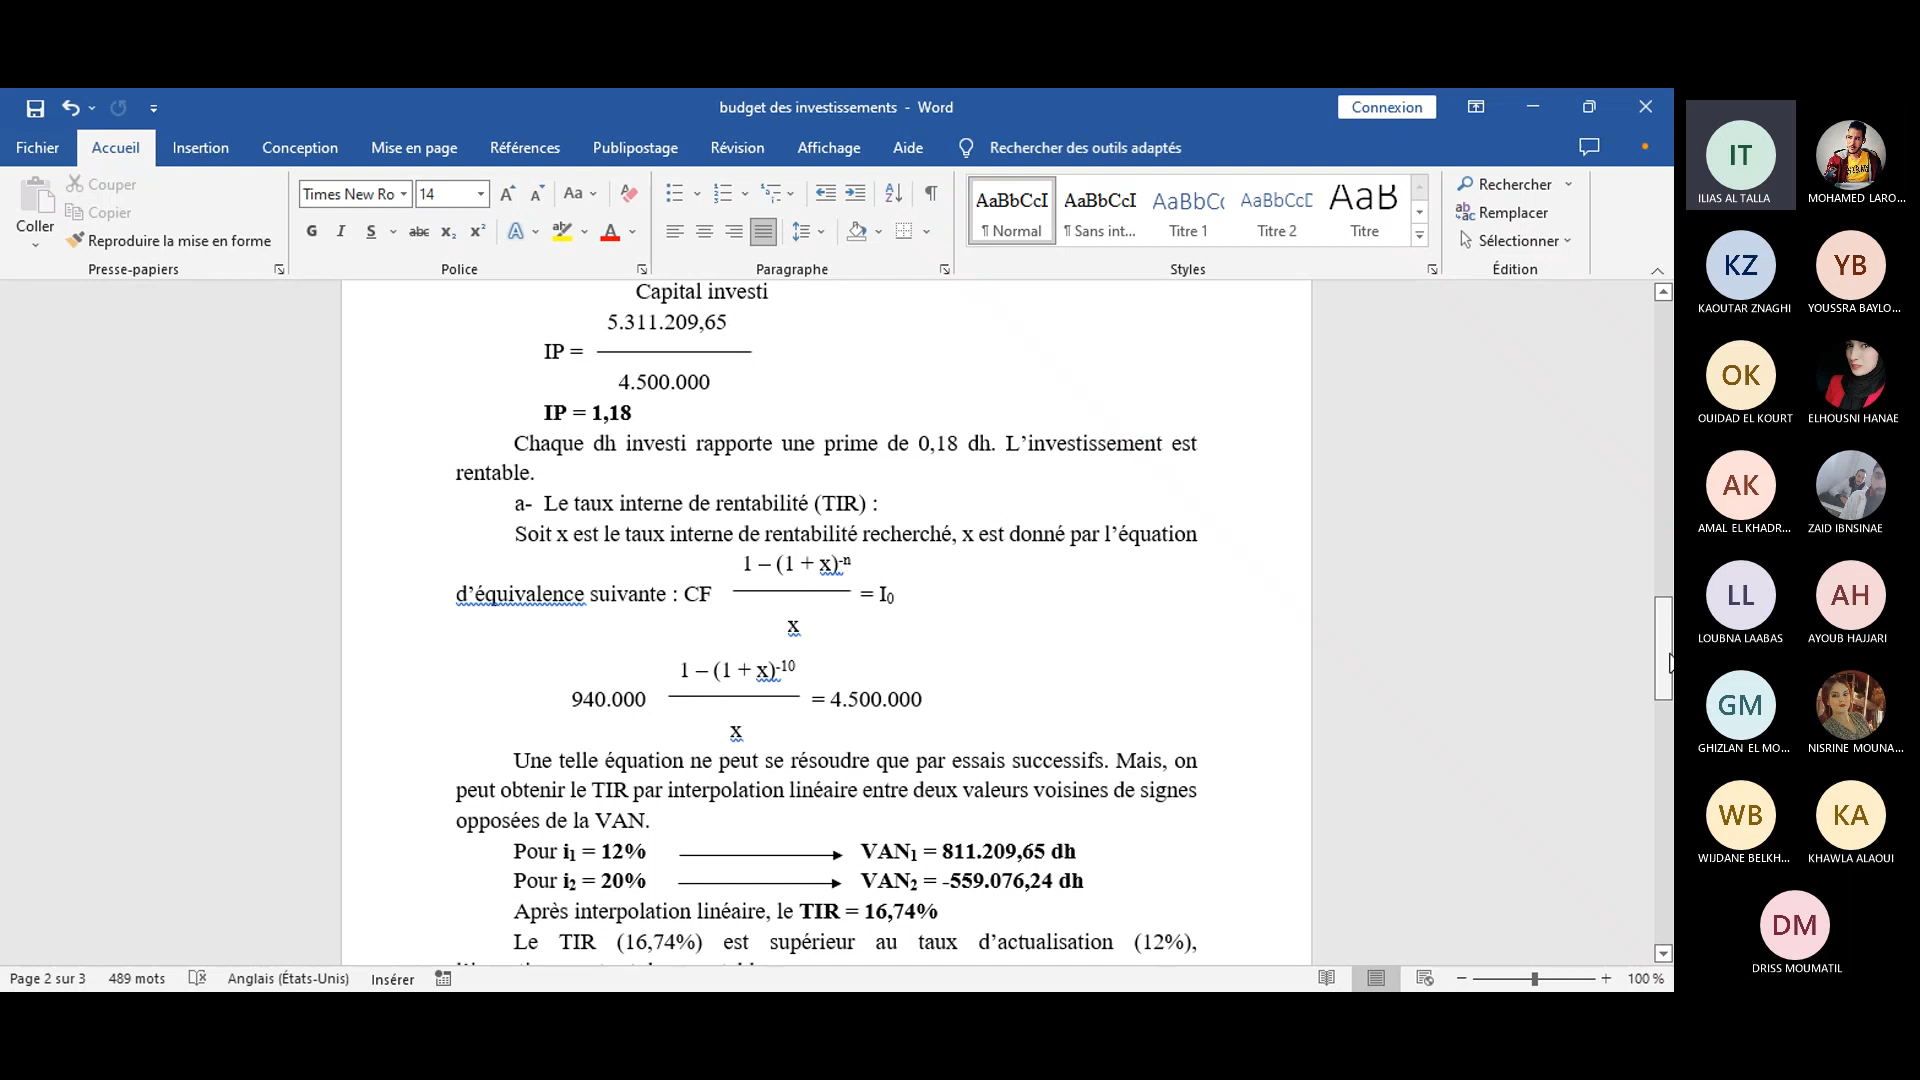 budget des investissements - Word
Connexion
Fichier Accueil Insertion Conception Mise en page Références Publipostage Révision Affichage Aide Rechercher des outils adaptés
Coller
Couper
Copier
Reproduire la mise en forme
Presse-papiers
Times New Ro 14
Aa
G I S abc x₂ x²
Police
Paragraphe
AaBbCcI AaBbCcI AaBbCc AaBbCcD AaB
¶ Normal ¶ Sans int... Titre 1 Titre 2 Titre
Styles
Rechercher
Remplacer
Sélectionner
Édition
Capital investi
5.311.209,65
IP =
4.500.000
IP = 1,18
Chaque dh investi rapporte une prime de 0,18 dh. L’investissement est
rentable.
a- Le taux interne de rentabilité (TIR) :
Soit x est le taux interne de rentabilité recherché, x est donné par l’équation
1 – (1 + x)-n
d’équivalence suivante : CF = I0
x
1 – (1 + x)-10
940.000 = 4.500.000
x
Une telle équation ne peut se résoudre que par essais successifs. Mais, on
peut obtenir le TIR par interpolation linéaire entre deux valeurs voisines de signes
opposées de la VAN.
Pour i1 = 12% VAN1 = 811.209,65 dh
Pour i2 = 20% VAN2 = -559.076,24 dh
Après interpolation linéaire, le TIR = 16,74%
Le TIR (16,74%) est supérieur au taux d’actualisation (12%),
Page 2 sur 3 489 mots Anglais (États-Unis) Insérer 100 %
IT
ILIAS AL TALLA
MOHAMED LARO...
KZ
KAOUTAR ZNAGHI
YB
YOUSSRA BAYLO...
OK
OUIDAD EL KOURT
ELHOUSNI HANAE
AK
AMAL EL KHADR...
ZAID IBNSINAE
LL
LOUBNA LAABAS
AH
AYOUB HAJJARI
GM
GHIZLAN EL MO...
NISRINE MOUNA...
WB
WIJDANE BELKH...
KA
KHAWLA ALAOUI
DM
DRISS MOUMATIL